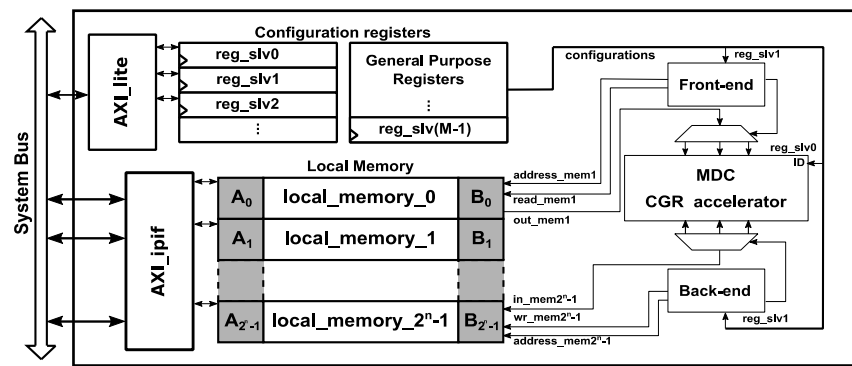 System Bus
AXI_lite
Configuration registers
reg_slv0
reg_slv1
reg_slv2
...
General Purpose
Registers
...
reg_slv(M-1)
configurations
reg_slv1
Front-end
reg_slv0
ID
MDC
CGR accelerator
Back-end
reg_slv1
AXI_ipif
Local Memory
A0 local_memory_0 B0
A1 local_memory_1 B1
A2ⁿ-1 local_memory_2ⁿ-1 B2ⁿ-1
address_mem1
read_mem1
out_mem1
in_mem2ⁿ-1
wr_mem2ⁿ-1
address_mem2ⁿ-1